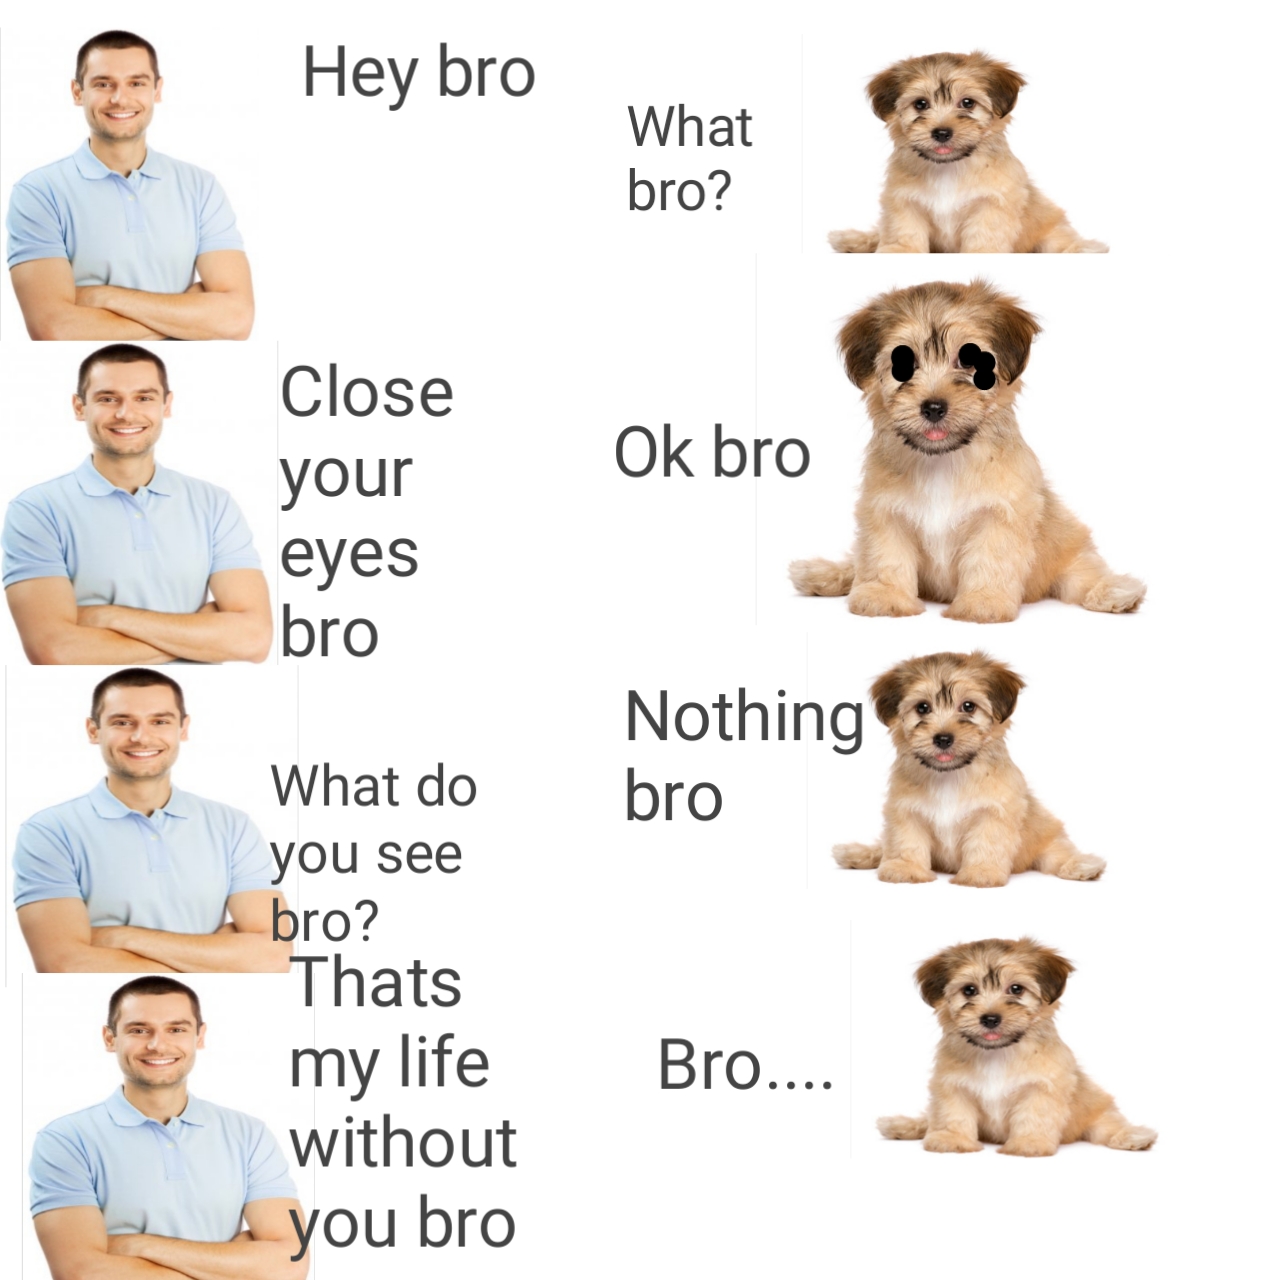 Hey bro
What
bro?
Close
your
eyes
bro
Ok bro
What do
you see
bro?
Nothing
bro
Thats
my life
without
you bro
Bro....